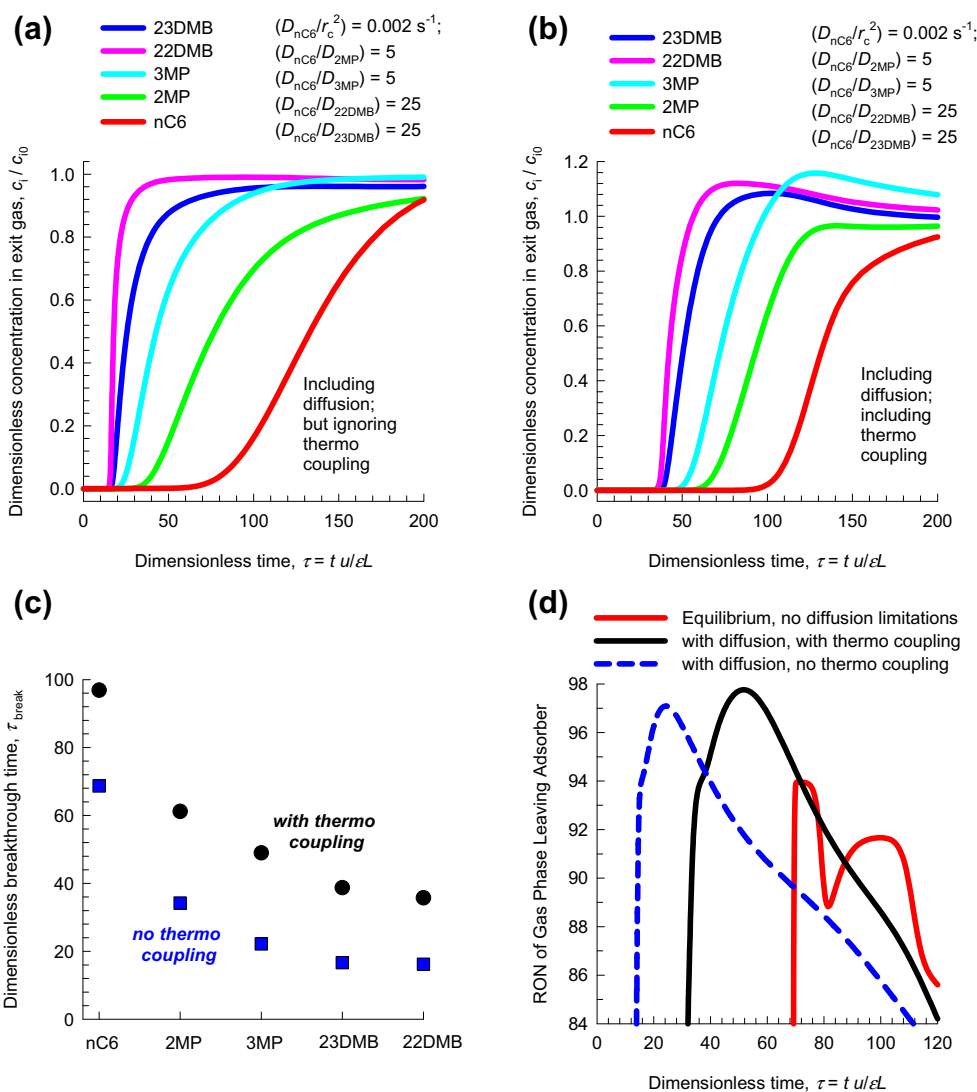 (a)
23DMB
22DMB
3MP
2MP
nC6
(DnC6/rc2) = 0.002 s-1;
(DnC6/D2MP) = 5
(DnC6/D3MP) = 5
(DnC6/D22DMB) = 25
(DnC6/D23DMB) = 25
Dimensionless concentration in exit gas, ci / ci0
1.0
0.8
0.6
0.4
0.2
0.0
Including
diffusion;
but ignoring
thermo
coupling
0 50 100 150 200
Dimensionless time, τ = t u/εL
(b)
23DMB
22DMB
3MP
2MP
nC6
(DnC6/rc2) = 0.002 s-1;
(DnC6/D2MP) = 5
(DnC6/D3MP) = 5
(DnC6/D22DMB) = 25
(DnC6/D23DMB) = 25
Dimensionless concentration in exit gas, ci / ci0
1.2
1.0
0.8
0.6
0.4
0.2
0.0
Including
diffusion;
including
thermo
coupling
0 50 100 150 200
Dimensionless time, τ = t u/εL
(c)
Dimensionless breakthrough time, τbreak
100
80
60
40
20
0
with thermo
coupling
no thermo
coupling
nC6 2MP 3MP 23DMB 22DMB
(d)
Equilibrium, no diffusion limitations
with diffusion, with thermo coupling
with diffusion, no thermo coupling
RON of Gas Phase Leaving Adsorber
98
96
94
92
90
88
86
84
0 20 40 60 80 100 120
Dimensionless time, τ = t u/εL